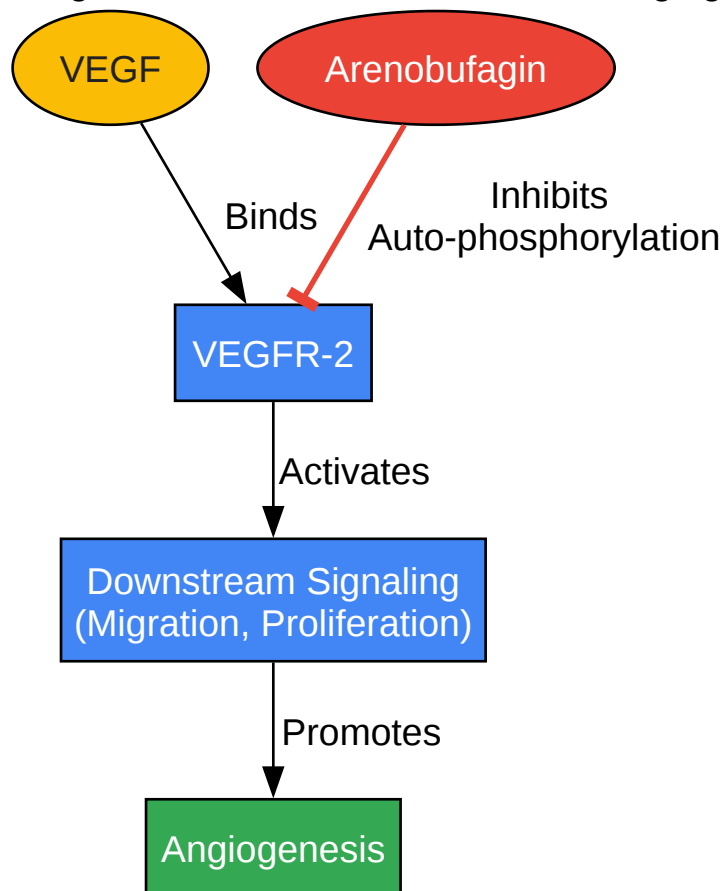 VEGF
Arenobufagin
Binds
Inhibits
Auto-phosphorylation
VEGFR-2
Activates
Downstream Signaling
(Migration, Proliferation)
Promotes
Angiogenesis